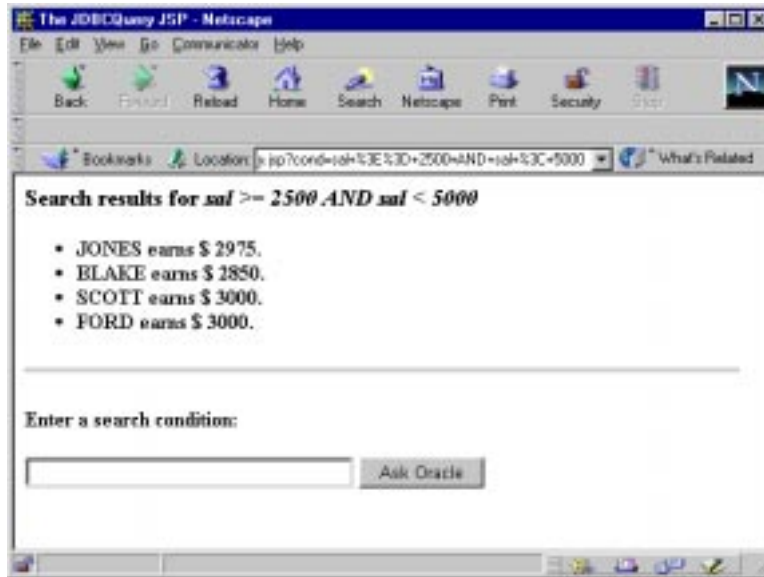 The JDBCQuery JSP - Netscape
File Edit View Go Communicator Help
Back Forward Reload Home Search Netscape Print Security Stop
N
Bookmarks Location: jsp?cond=sal+%3E%3D+2500+AND+sal+%3C+5000 What's Related
Search results for sal >= 2500 AND sal < 5000
• JONES earns $ 2975.
• BLAKE earns $ 2850.
• SCOTT earns $ 3000.
• FORD earns $ 3000.
Enter a search condition:
Ask Oracle